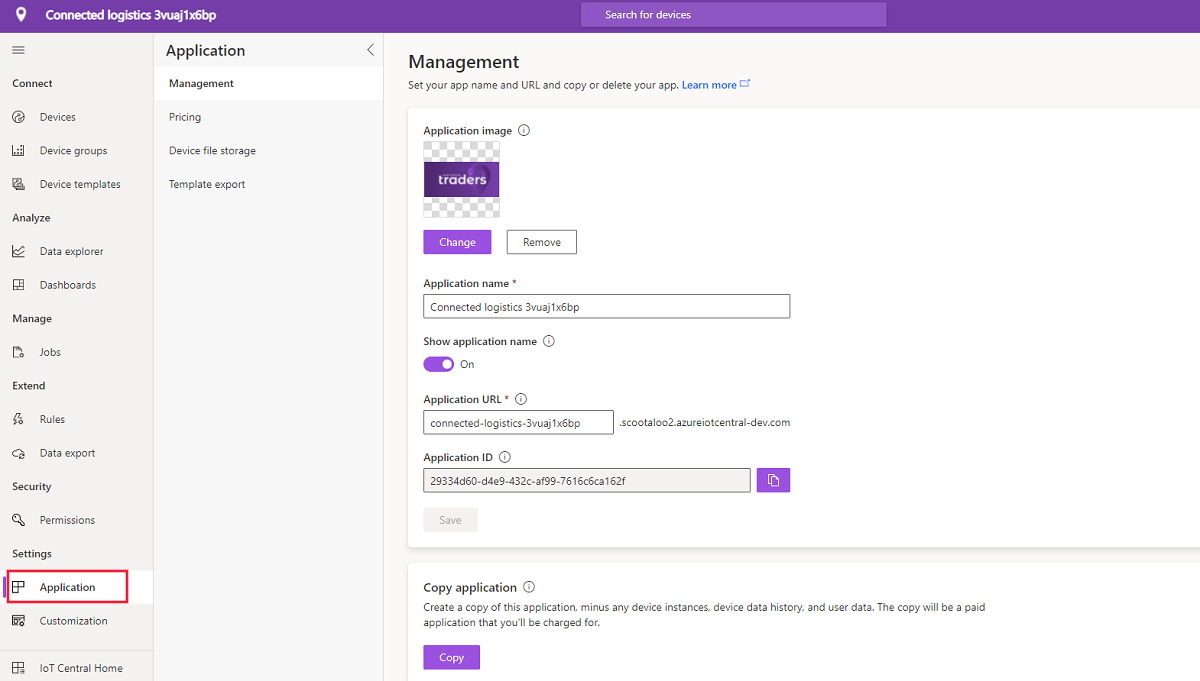 Connected logistics 3vuaj1x6bp
Search for devices
Connect
Devices
Device groups
Device templates
Analyze
Data explorer
Dashboards
Manage
Jobs
Extend
Rules
Data export
Security
Permissions
Settings
Application
Customization
IoT Central Home
Application
Management
Pricing
Device file storage
Template export
Management
Set your app name and URL and copy or delete your app. Learn more
Application image
traders
Change
Remove
Application name *
Connected logistics 3vuaj1x6bp
Show application name
On
Application URL *
connected-logistics-3vuaj1x6bp .scootaloo2.azureiotcentral-dev.com
Application ID
29334d60-d4e9-432c-af99-7616c6ca162f
Save
Copy application
Create a copy of this application, minus any device instances, device data history, and user data. The copy will be a paid
application that you'll be charged for.
Copy